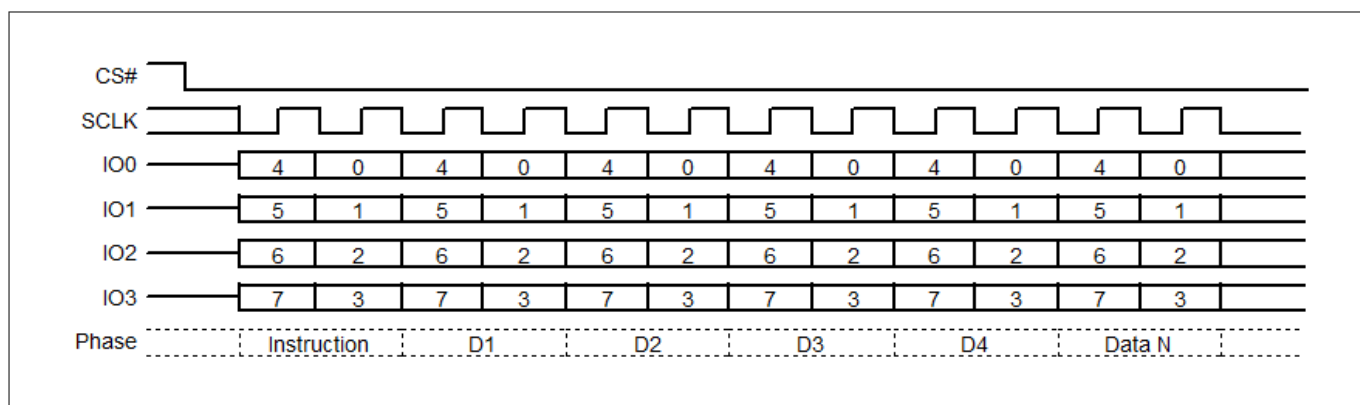 CS#
SCLK
IO0 4 0 4 0 4 0 4 0 4 0 4 0
IO1 5 1 5 1 5 1 5 1 5 1 5 1
IO2 6 2 6 2 6 2 6 2 6 2 6 2
IO3 7 3 7 3 7 3 7 3 7 3 7 3
Phase Instruction D1 D2 D3 D4 Data N